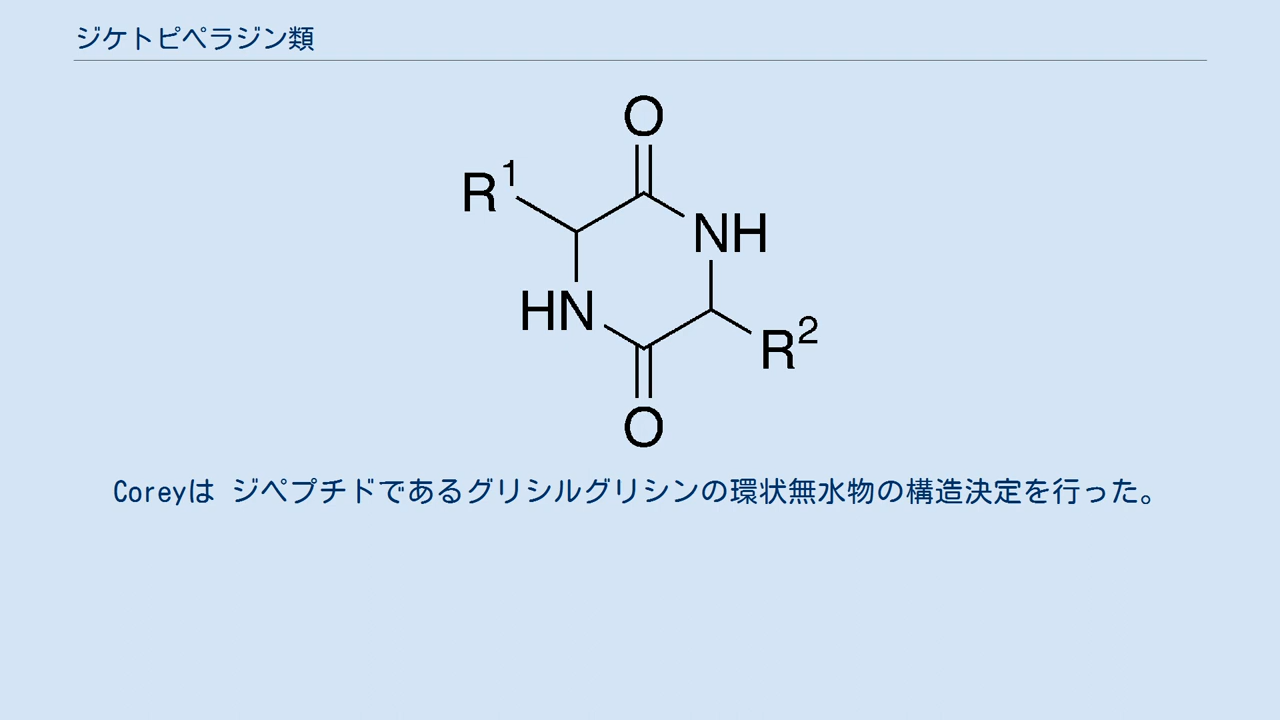 ジケトピペラジン類
O
R¹
NH
HN
R²
O
Coreyは ジペプチドであるグリシルグリシンの環状無水物の構造決定を行った。